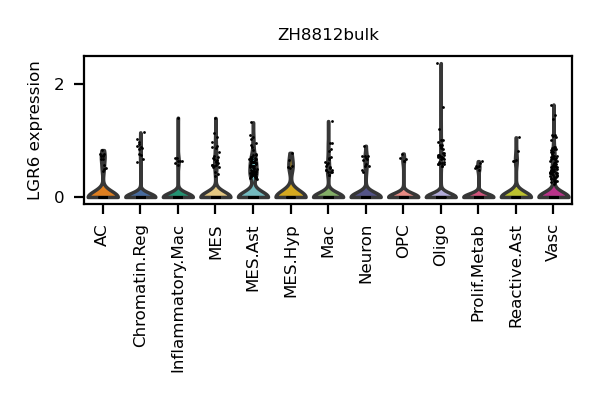 ZH8812bulk
LGR6 expression
2
0
AC
Chromatin.Reg
Inflammatory.Mac
MES
MES.Ast
MES.Hyp
Mac
Neuron
OPC
Oligo
Prolif.Metab
Reactive.Ast
Vasc